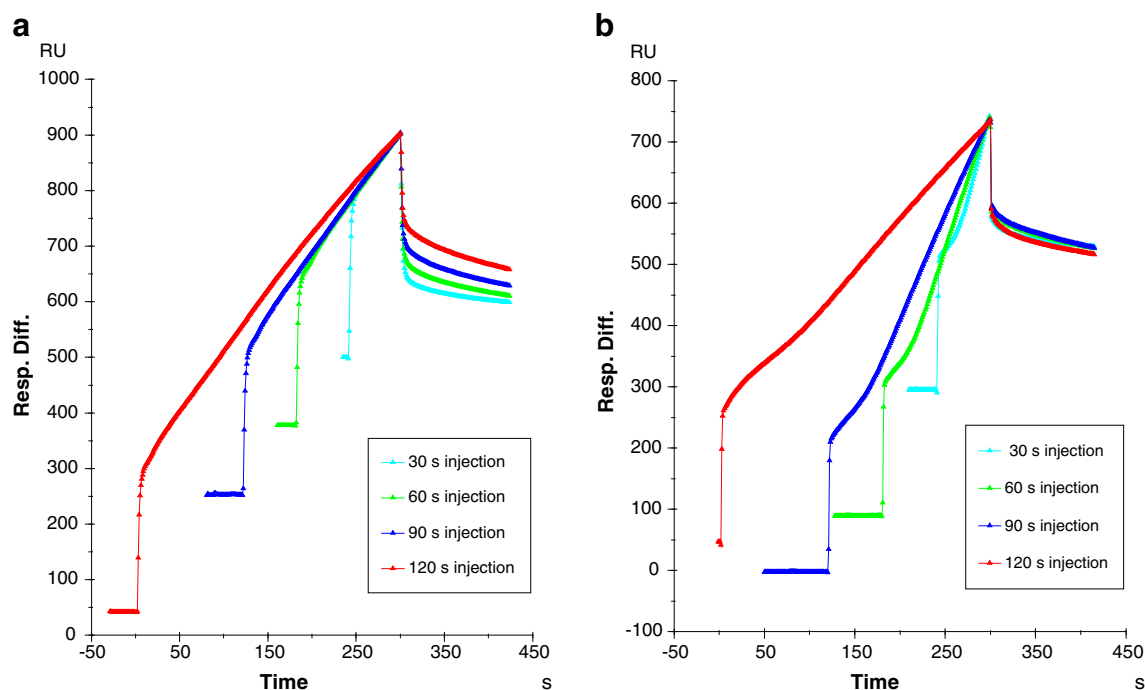 a
RU
1000
900
800
700
600
500
400
300
200
100
0
Resp. Diff.
-50
50
150
250
350
450
Time
s
30 s injection
60 s injection
90 s injection
120 s injection
b
RU
800
700
600
500
400
300
200
100
0
-100
Resp. Diff.
-50
50
150
250
350
450
Time
s
30 s injection
60 s injection
90 s injection
120 s injection